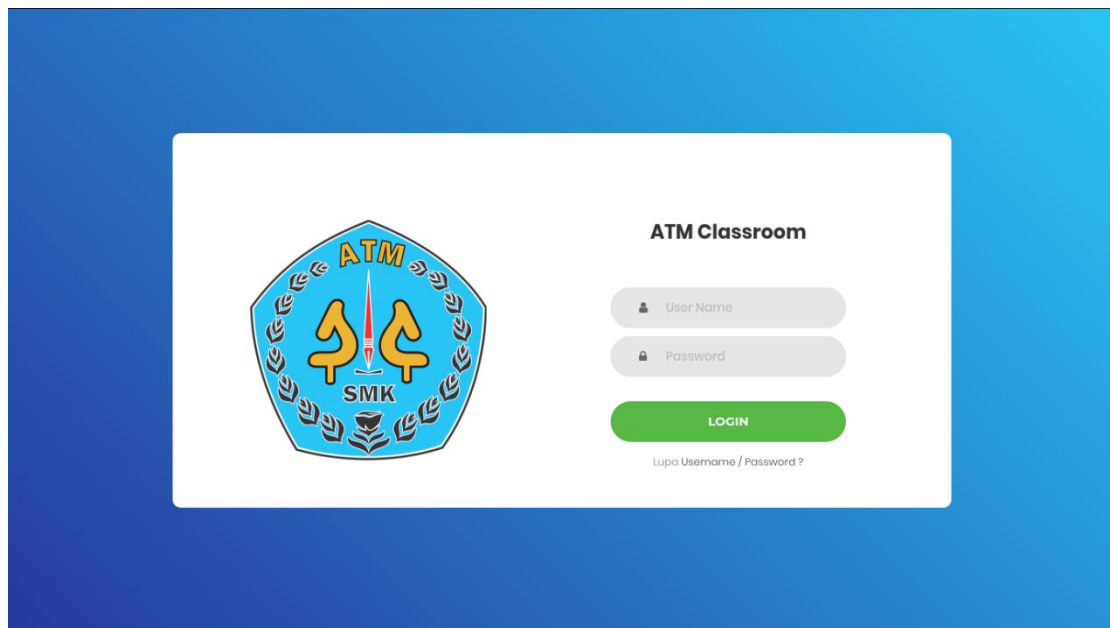 ATM
SMK
ATM Classroom
User Name
Password
LOGIN
Lupa Username / Password ?